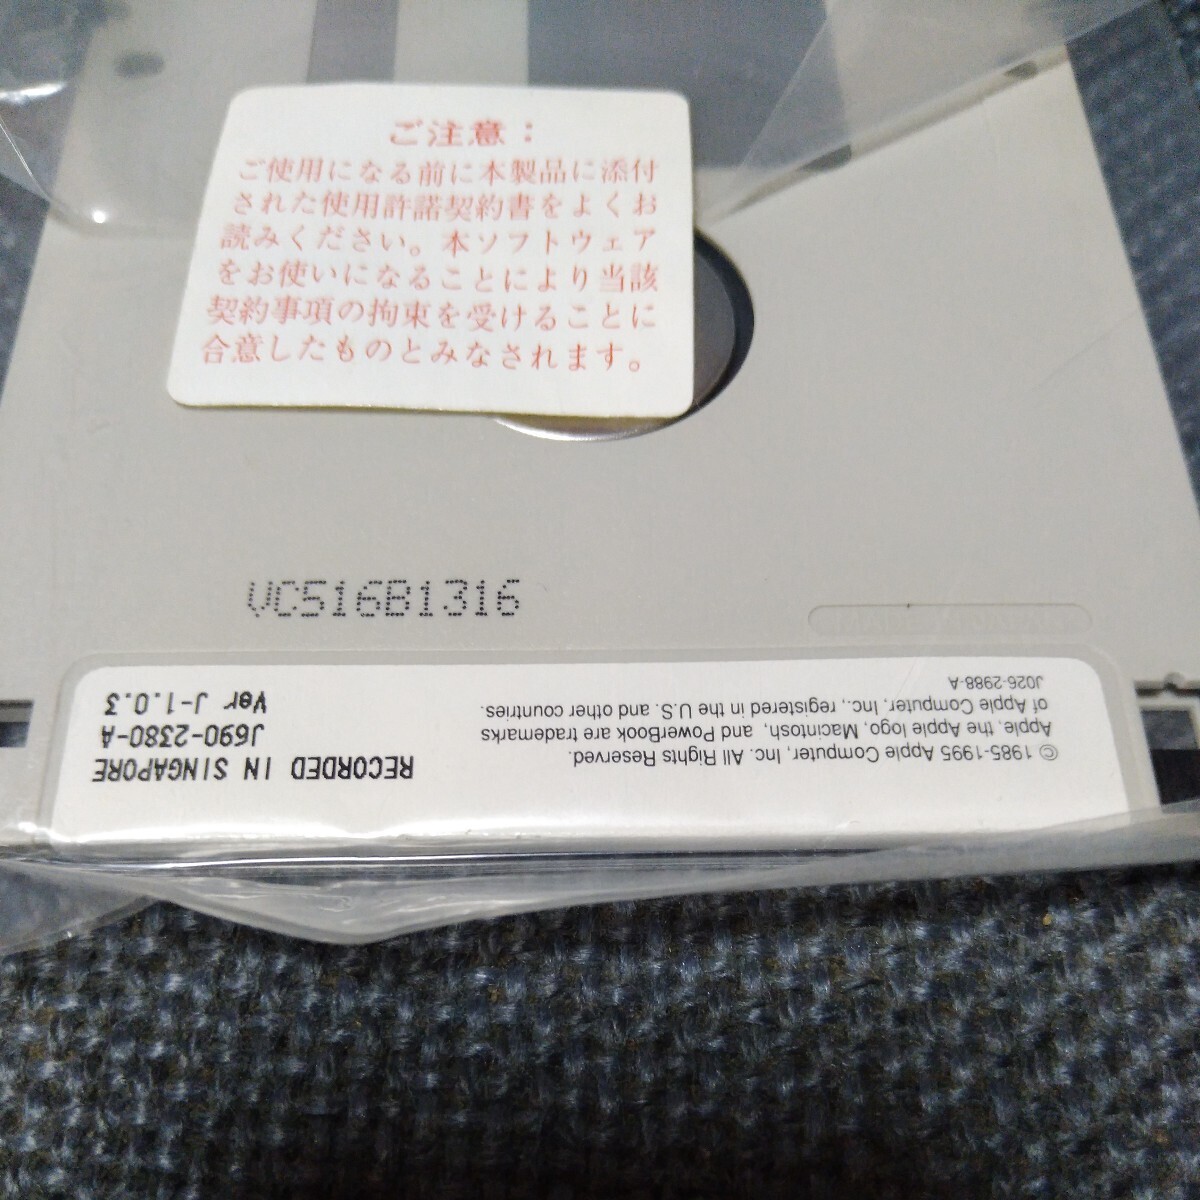 ご注意：
ご使用になる前に本製品に添付
された使用許諾契約書をよくお
読みください。本ソフトウェア
をお使いになることにより当該
契約事項の拘束を受けることに
合意したものとみなされます。
VC516B1316
© 1985-1995 Apple Computer, Inc. All Rights Reserved.
Apple, the Apple logo, Macintosh, and PowerBook are trademarks
of Apple Computer, Inc., registered in the U.S. and other countries.
J026-2988-A
RECORDED IN SINGAPORE
J690-2380-A
Ver J-1.0.3